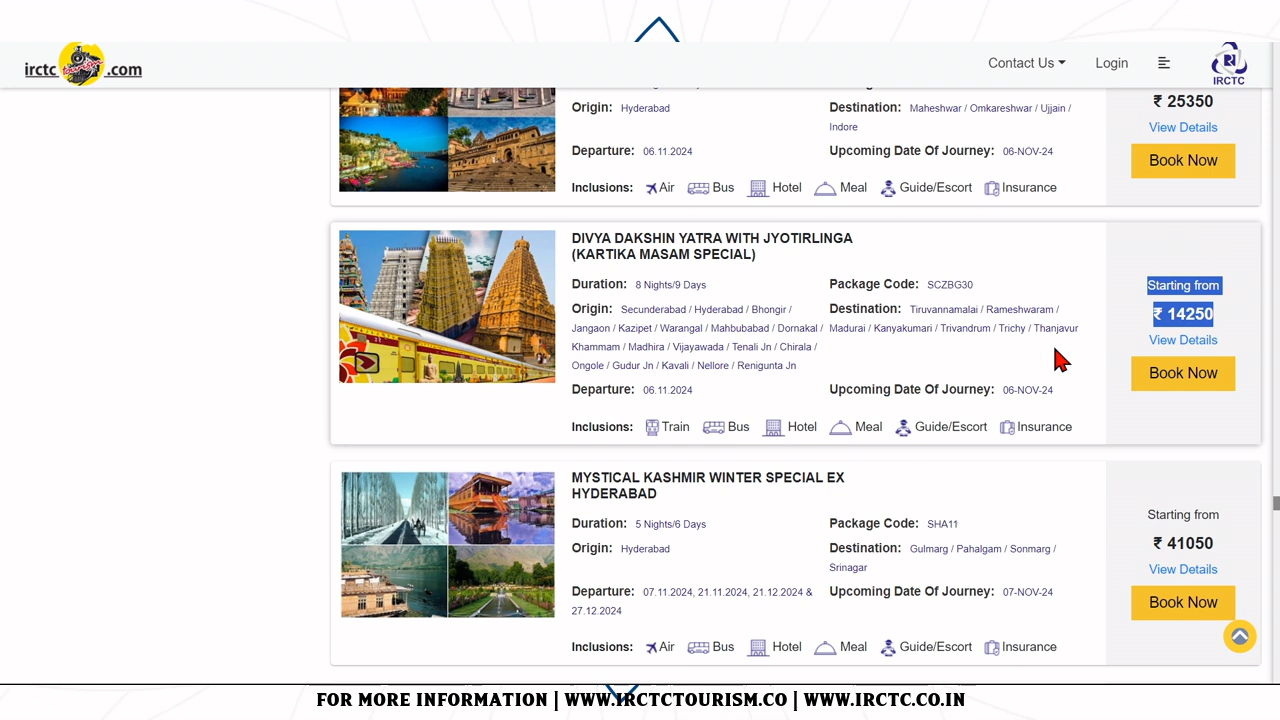 irctc tourism .com
Contact Us
Login
IRCTC
Origin: Hyderabad
Destination: Maheshwar / Omkareshwar / Ujjain /
Indore
Departure: 06.11.2024
Upcoming Date Of Journey: 06-NOV-24
Inclusions: Air Bus Hotel Meal Guide/Escort Insurance
₹ 25350
View Details
Book Now
DIVYA DAKSHIN YATRA WITH JYOTIRLINGA
(KARTIKA MASAM SPECIAL)
Duration: 8 Nights/9 Days
Package Code: SCZBG30
Origin: Secunderabad / Hyderabad / Bhongir /
Jangaon / Kazipet / Warangal / Mahbubabad / Dornakal /
Khammam / Madhira / Vijayawada / Tenali Jn / Chirala /
Ongole / Gudur Jn / Kavali / Nellore / Renigunta Jn
Destination: Tiruvannamalai / Rameshwaram /
Madurai / Kanyakumari / Trivandrum / Trichy / Thanjavur
Departure: 06.11.2024
Upcoming Date Of Journey: 06-NOV-24
Inclusions: Train Bus Hotel Meal Guide/Escort Insurance
Starting from
₹ 14250
View Details
Book Now
MYSTICAL KASHMIR WINTER SPECIAL EX
HYDERABAD
Duration: 5 Nights/6 Days
Package Code: SHA11
Origin: Hyderabad
Destination: Gulmarg / Pahalgam / Sonmarg /
Srinagar
Departure: 07.11.2024, 21.11.2024, 21.12.2024 &
27.12.2024
Upcoming Date Of Journey: 07-NOV-24
Inclusions: Air Bus Hotel Meal Guide/Escort Insurance
Starting from
₹ 41050
View Details
Book Now
FOR MORE INFORMATION | WWW.IRCTCTOURISM.CO | WWW.IRCTC.CO.IN